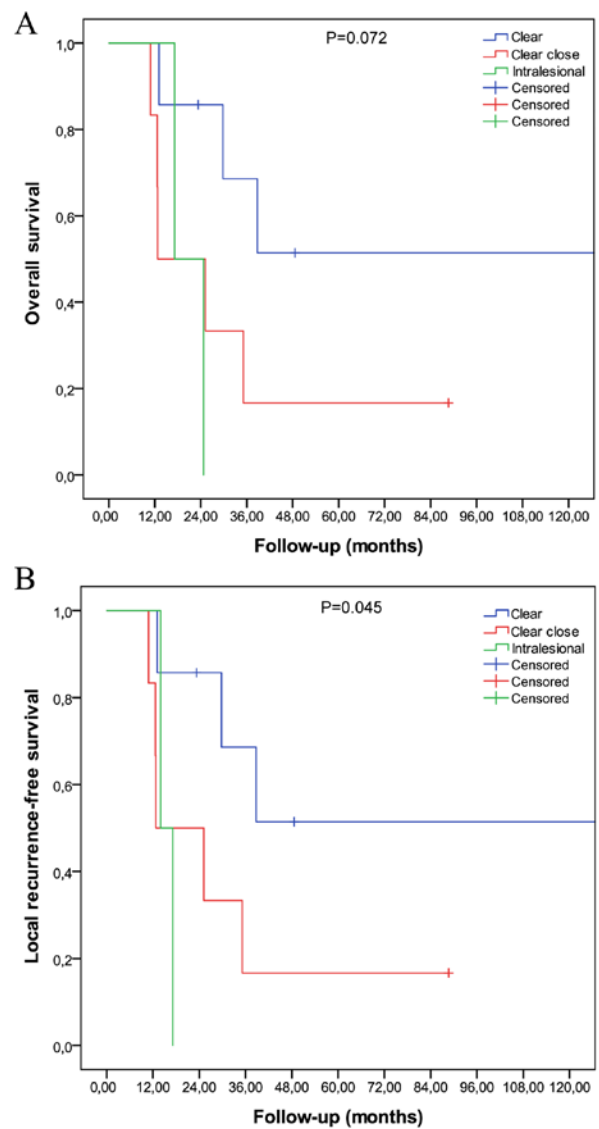 A
P=0.072
Clear
Clear close
Intralesional
Censored
Censored
Censored
1,0
0,8
0,6
0,4
0,2
0,0
Overall survival
0,00 12,00 24,00 36,00 48,00 60,00 72,00 84,00 96,00 108,00 120,00
Follow-up (months)
B
P=0.045
Clear
Clear close
Intralesional
Censored
Censored
Censored
1,0
0,8
0,6
0,4
0,2
0,0
Local recurrence-free survival
0,00 12,00 24,00 36,00 48,00 60,00 72,00 84,00 96,00 108,00 120,00
Follow-up (months)